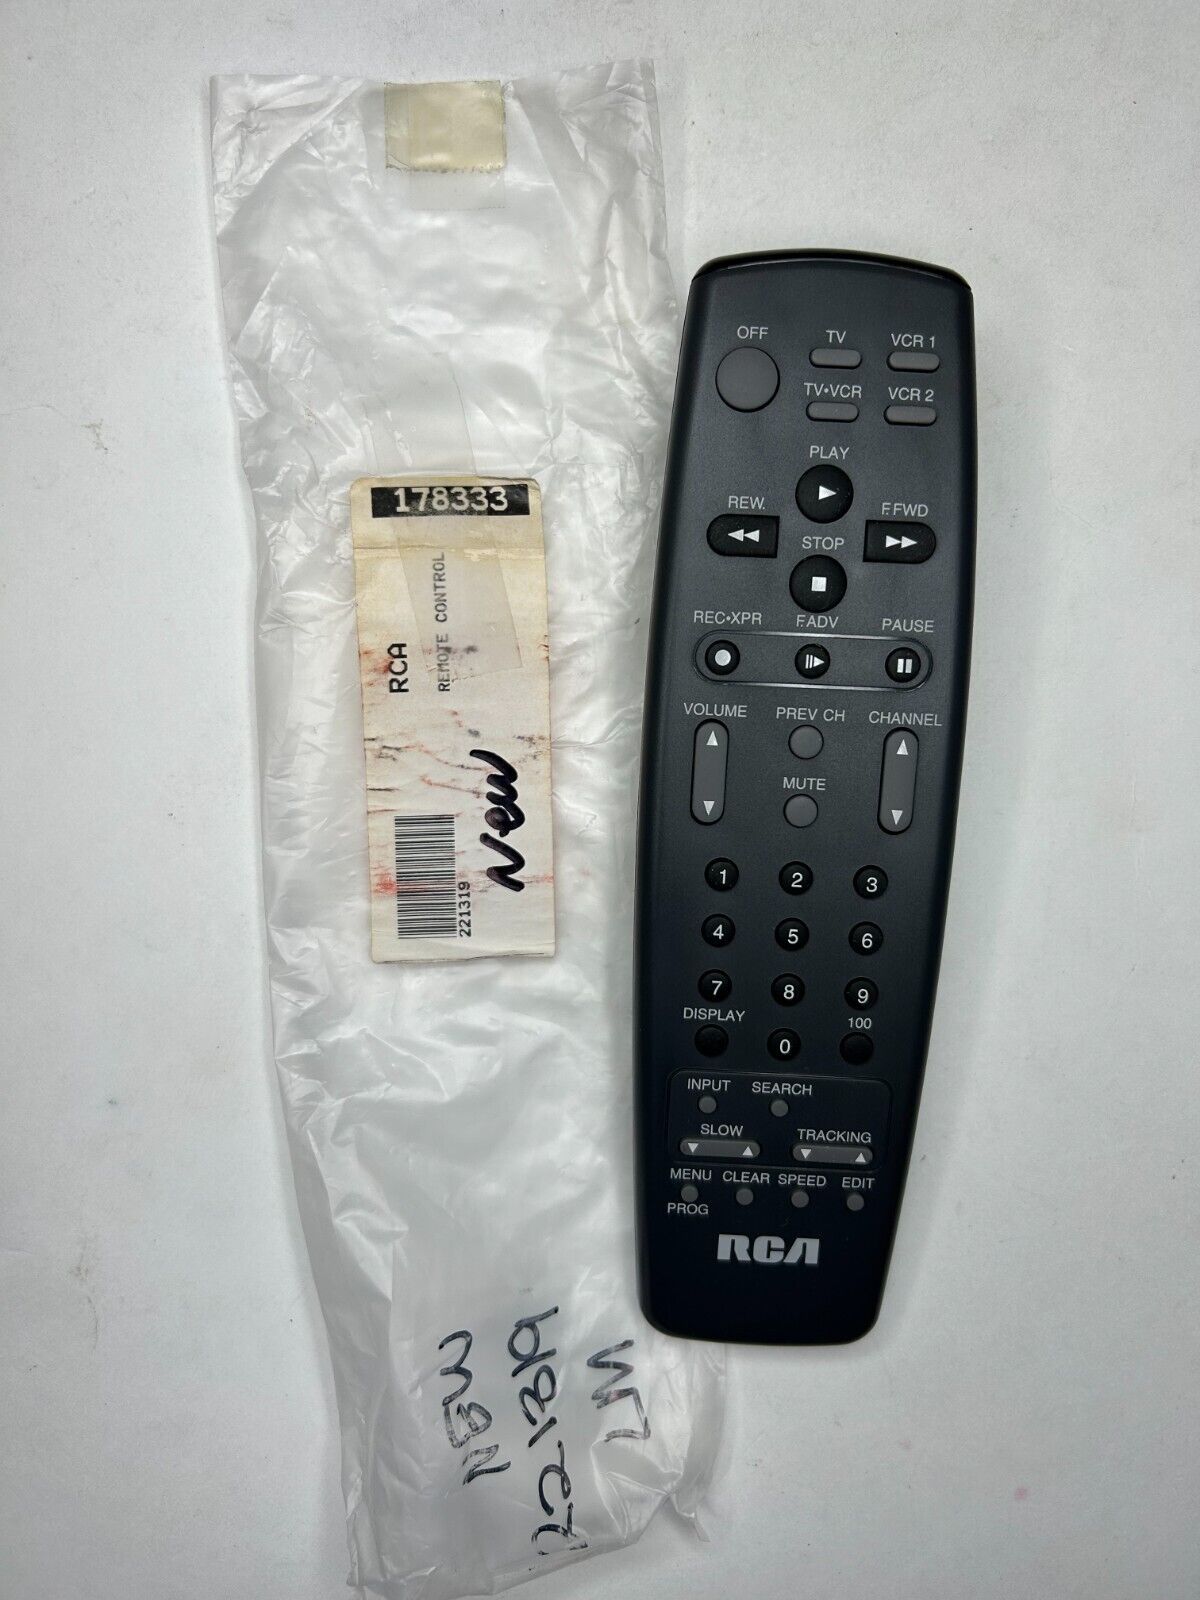 178333
RCA
REMOTE CONTROL
New
221319
NEW
R221319
OFF TV VCR 1
TV•VCR VCR 2
PLAY
REW. F.FWD
STOP
REC•XPR F.ADV PAUSE
VOLUME PREV CH CHANNEL
MUTE
1 2 3
4 5 6
7 8 9
DISPLAY 0 100
INPUT SEARCH
SLOW TRACKING
MENU CLEAR SPEED EDIT
PROG
RCA